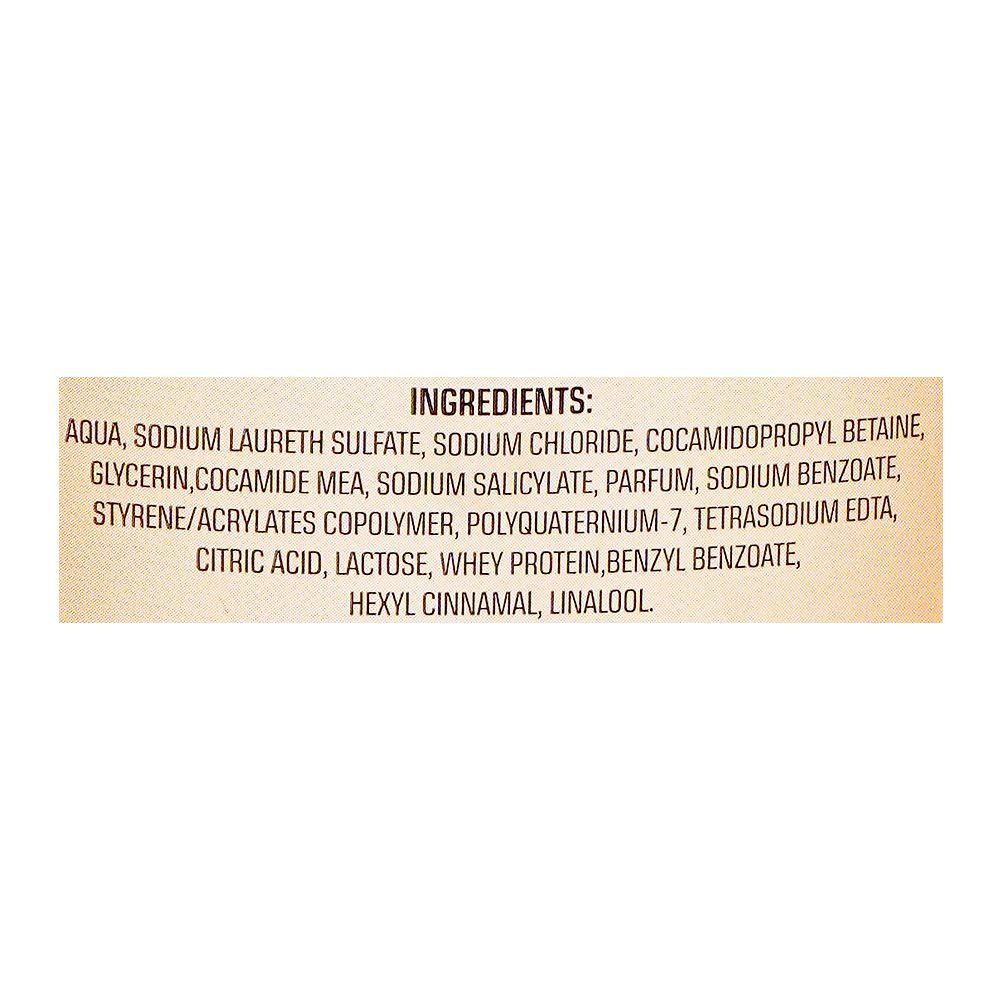 INGREDIENTS:
AQUA, SODIUM LAURETH SULFATE, SODIUM CHLORIDE, COCAMIDOPROPYL BETAINE,
GLYCERIN,COCAMIDE MEA, SODIUM SALICYLATE, PARFUM, SODIUM BENZOATE,
STYRENE/ACRYLATES COPOLYMER, POLYQUATERNIUM-7, TETRASODIUM EDTA,
CITRIC ACID, LACTOSE, WHEY PROTEIN,BENZYL BENZOATE,
HEXYL CINNAMAL, LINALOOL.